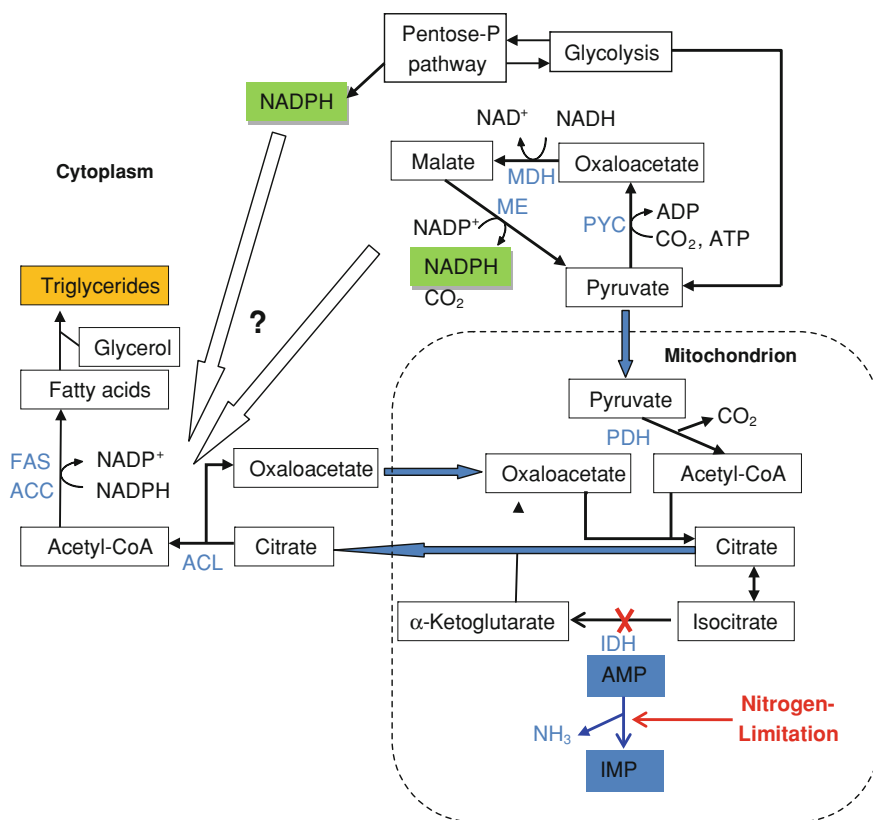 Pentose-P
pathway
Glycolysis
NADPH
NAD⁺ NADH
Cytoplasm
Malate
Oxaloacetate
MDH
ME
NADP⁺
PYC
ADP
CO₂, ATP
NADPH
CO₂
Pyruvate
Triglycerides
?
Glycerol
Fatty acids
Mitochondrion
Pyruvate
CO₂
PDH
FAS
ACC
NADP⁺
NADPH
Oxaloacetate
Oxaloacetate
Acetyl-CoA
Acetyl-CoA
ACL
Citrate
Citrate
α-Ketoglutarate
Isocitrate
IDH
AMP
NH₃
Nitrogen-
Limitation
IMP